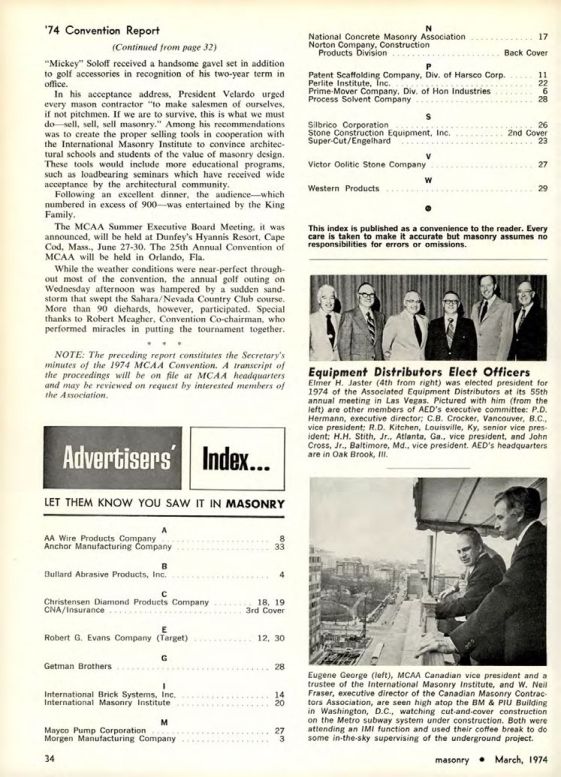 '74 Convention Report
(Continued from page 32)
"Mickey" Soloff received a handsome gavel set in addition
to golf accessories in recognition of his two-year term in
office.
In his acceptance address, President Velardo urged
every mason contractor "to make salesmen of ourselves,
if not pitchmen. If we are to survive, this is what we must
do—sell, sell, sell masonry." Among his recommendations
was to create the proper selling tools in cooperation with
the International Masonry Institute to convince architec-
tural schools and students of the value of masonry design.
These tools would include more educational programs,
such as loadbearing seminars which have received wide
acceptance by the architectural community.
Following an excellent dinner, the audience—which
numbered in excess of 900—was entertained by the King
Family.
The MCAA Summer Executive Board Meeting, it was
announced, will be held at Dunfey's Hyannis Resort, Cape
Cod, Mass., June 27-30. The 25th Annual Convention of
MCAA will be held in Orlando, Fla.
While the weather conditions were near-perfect through-
out most of the convention, the annual golf outing on
Wednesday afternoon was hampered by a sudden sand-
storm that swept the Sahara/Nevada Country Club course.
More than 90 diehards, however, participated. Special
thanks to Robert Meagher, Convention Co-chairman, who
performed miracles in putting the tournament together.
* * *
NOTE: The preceding report constitutes the Secretary's
minutes of the 1974 MCAA Convention. A transcript of
the proceedings will be on file at MCAA headquarters
and may be reviewed on request by interested members of
the Association.
Advertisers' Index...
LET THEM KNOW YOU SAW IT IN MASONRY
A
AA Wire Products Company . . . . . . . . . . 8
Anchor Manufacturing Company . . . . . . . . . . 33
B
Bullard Abrasive Products, Inc. . . . . . . . . . . 4
C
Christensen Diamond Products Company . . . . . . . . 18, 19
CNA/Insurance . . . . . . . . . . 3rd Cover
E
Robert G. Evans Company (Target) . . . . . . . . . . 12, 30
G
Getman Brothers . . . . . . . . . . 28
I
International Brick Systems, Inc. . . . . . . . . . . 14
International Masonry Institute . . . . . . . . . . 20
M
Mayco Pump Corporation . . . . . . . . . . 27
Morgen Manufacturing Company . . . . . . . . . . 3
N
National Concrete Masonry Association . . . . . . . . . . 17
Norton Company, Construction
Products Division . . . . . . . . . . Back Cover
P
Patent Scaffolding Company, Div. of Harsco Corp. . . . . . 11
Perlite Institute, Inc. . . . . . . . . . . 22
Prime-Mover Company, Div. of Hon Industries . . . . . . . 6
Process Solvent Company . . . . . . . . . . 28
S
Silbrico Corporation . . . . . . . . . . 26
Stone Construction Equipment, Inc. . . . . . . . . . . 2nd Cover
Super-Cut/Engelhard . . . . . . . . . . 23
V
Victor Oolitic Stone Company . . . . . . . . . . 27
W
Western Products . . . . . . . . . . 29
This index is published as a convenience to the reader. Every
care is taken to make it accurate but masonry assumes no
responsibilities for errors or omissions.
Equipment Distributors Elect Officers
Elmer H. Jaster (4th from right) was elected president for
1974 of the Associated Equipment Distributors at its 55th
annual meeting in Las Vegas. Pictured with him (from the
left) are other members of AED's executive committee: P.D.
Hermann, executive director; C.B. Crocker, Vancouver, B.C.,
vice president; R.D. Kitchen, Louisville, Ky, senior vice pres-
ident; H.H. Stith, Jr., Atlanta, Ga., vice president, and John
Cross, Jr., Baltimore, Md., vice president. AED's headquarters
are in Oak Brook, Ill.
Eugene George (left), MCAA Canadian vice president and a
trustee of the International Masonry Institute, and W. Neil
Fraser, executive director of the Canadian Masonry Contrac-
tors Association, are seen high atop the BM & PIU Building
in Washington, D.C., watching cut-and-cover construction
on the Metro subway system under construction. Both were
attending an IMI function and used their coffee break to do
some in-the-sky supervising of the underground project.
34
masonry • March, 1974